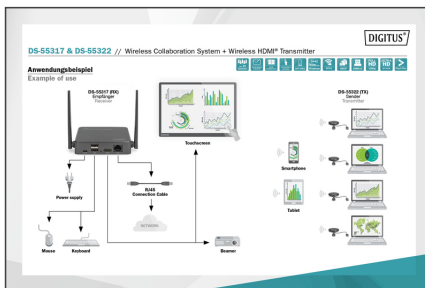 DIGITUS®
DS-55317 & DS-55322 // Wireless Collaboration System + Wireless HDMI® Transmitter
Anwendungsbeispiel
Example of use
DS-55317 (RX)
Empfänger
Receiver
DS-55322 (TX)
Sender
Transmitter
Touchscreen
Smartphone
Tablet
Power supply
RJ45
Connection Cable
NETWORK
Mouse
Keyboard
Beamer